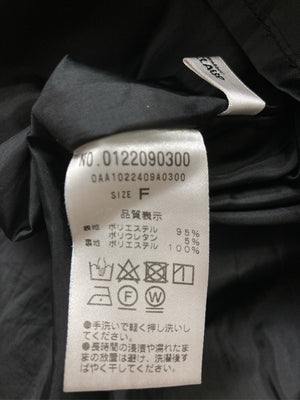 NO.0122090300
OAA1022409A0300
SIZE F
品質表示
表地 ポリエステル 95%
ポリウレタン 5%
裏地 ポリエステル 100%
F W
●手洗いで軽く押し洗いし
てください。
●長時間の浸漬や濡れたま
まの放置は避け、洗濯後す
ばやく干してください。